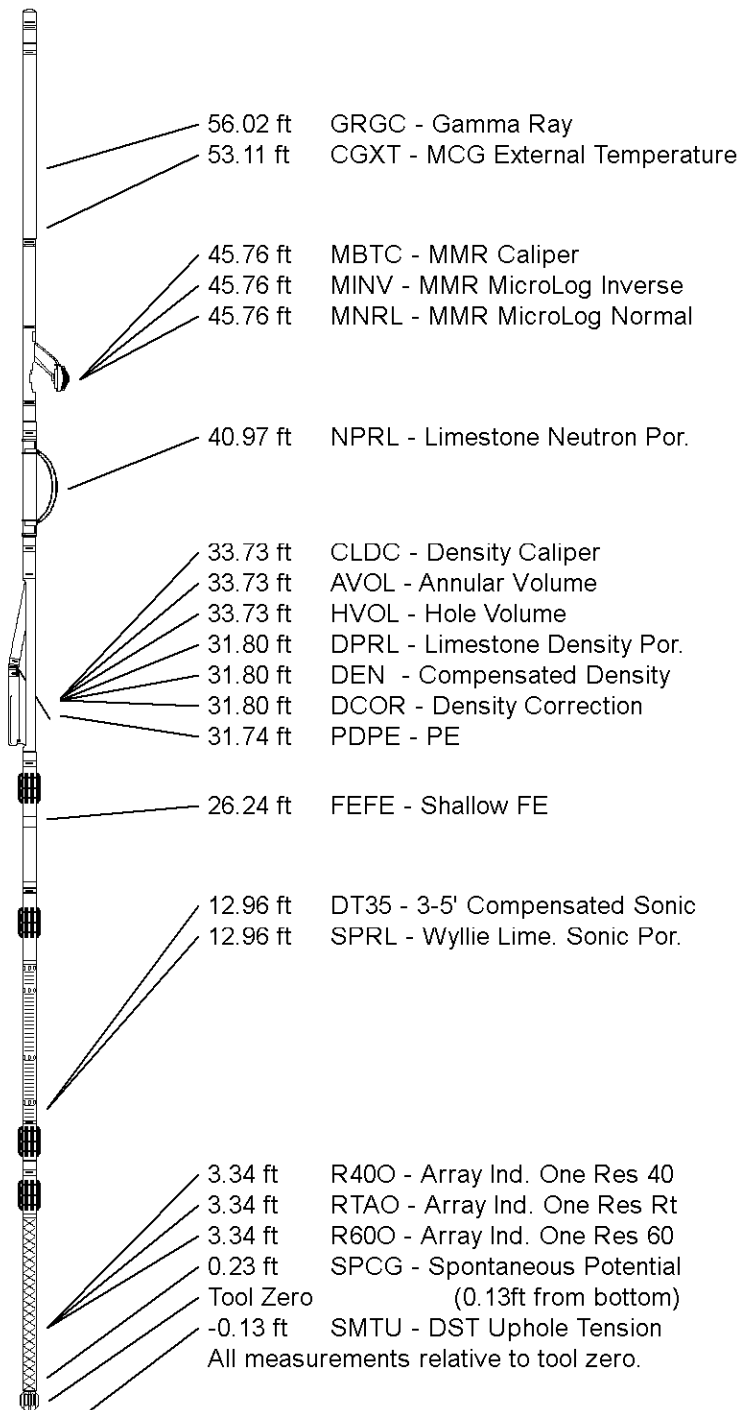 56.02 ft GRGC - Gamma Ray
53.11 ft CGXT - MCG External Temperature
45.76 ft MBTC - MMR Caliper
45.76 ft MINV - MMR MicroLog Inverse
45.76 ft MNRL - MMR MicroLog Normal
40.97 ft NPRL - Limestone Neutron Por.
33.73 ft CLDC - Density Caliper
33.73 ft AVOL - Annular Volume
33.73 ft HVOL - Hole Volume
31.80 ft DPRL - Limestone Density Por.
31.80 ft DEN - Compensated Density
31.80 ft DCOR - Density Correction
31.74 ft PDPE - PE
26.24 ft FEFE - Shallow FE
12.96 ft DT35 - 3-5' Compensated Sonic
12.96 ft SPRL - Wyllie Lime. Sonic Por.
3.34 ft R40O - Array Ind. One Res 40
3.34 ft RTAO - Array Ind. One Res Rt
3.34 ft R60O - Array Ind. One Res 60
0.23 ft SPCG - Spontaneous Potential
Tool Zero (0.13ft from bottom)
-0.13 ft SMTU - DST Uphole Tension
All measurements relative to tool zero.